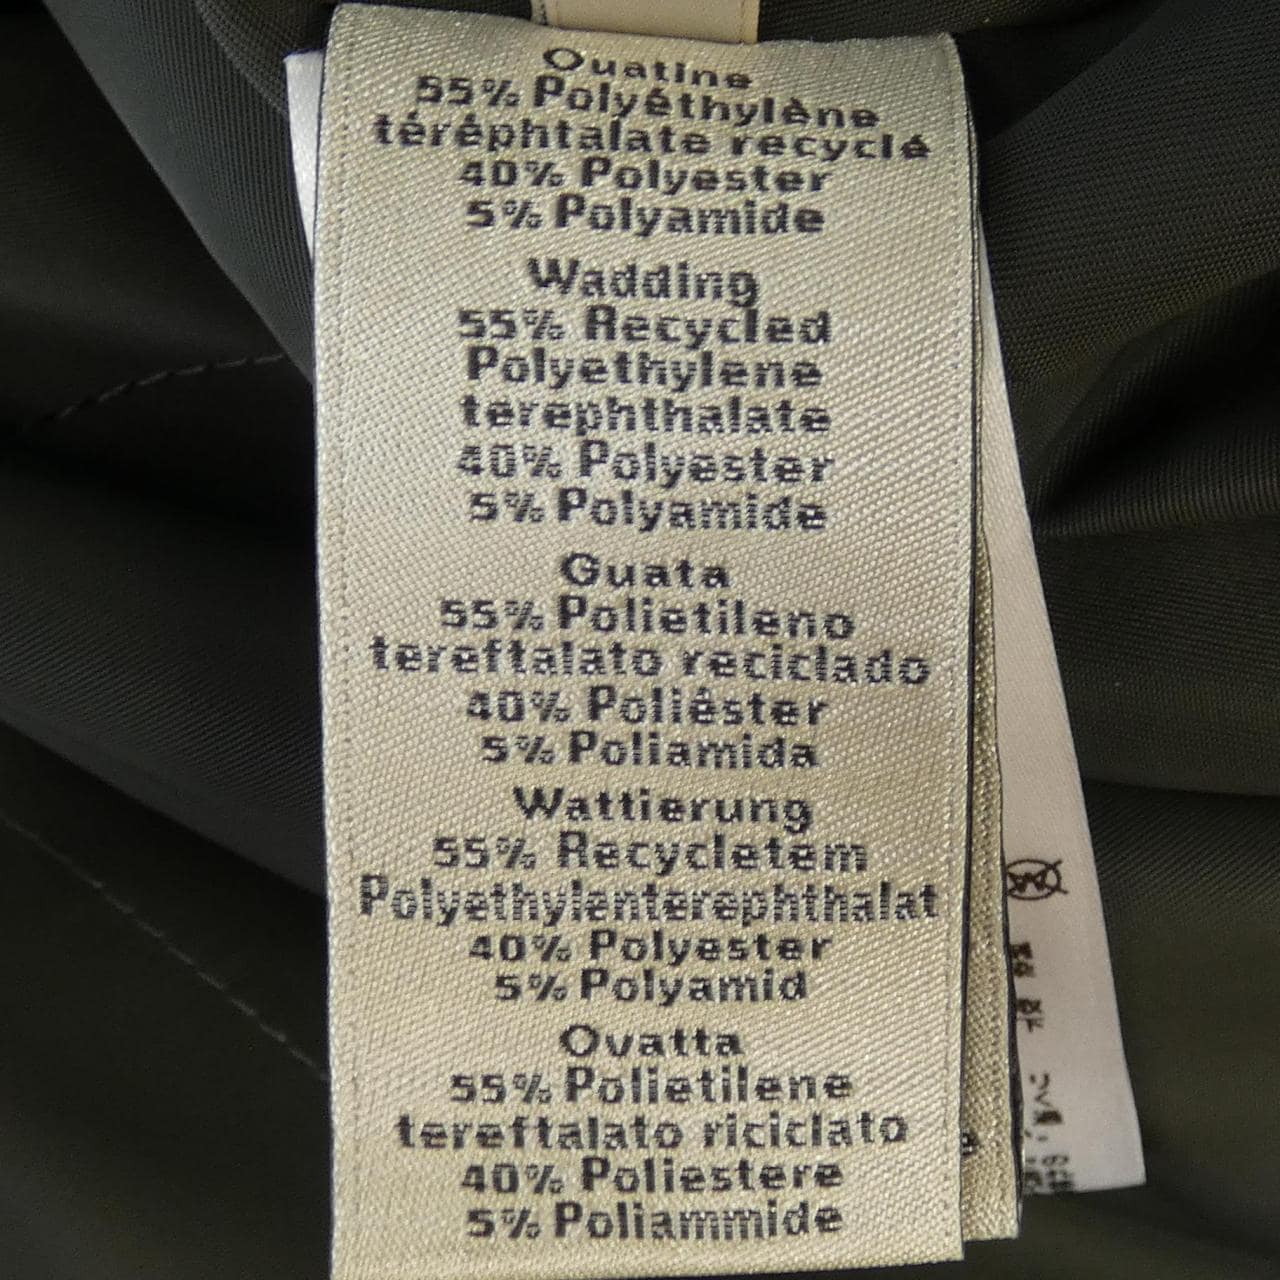 Ouatine
55% Polyéthylène
téréphtalate recyclé
40% Polyester
5% Polyamide
Wadding
55% Recycled
Polyethylene
terephthalate
40% Polyester
5% Polyamide
Guata
55% Polietileno
tereftalato reciclado
40% Poliéster
5% Poliamida
Wattierung
55% Recycletem
Polyethylenterephthalat
40% Polyester
5% Polyamid
Ovatta
55% Polietilene
tereftalato riciclato
40% Poliestere
5% Poliammide